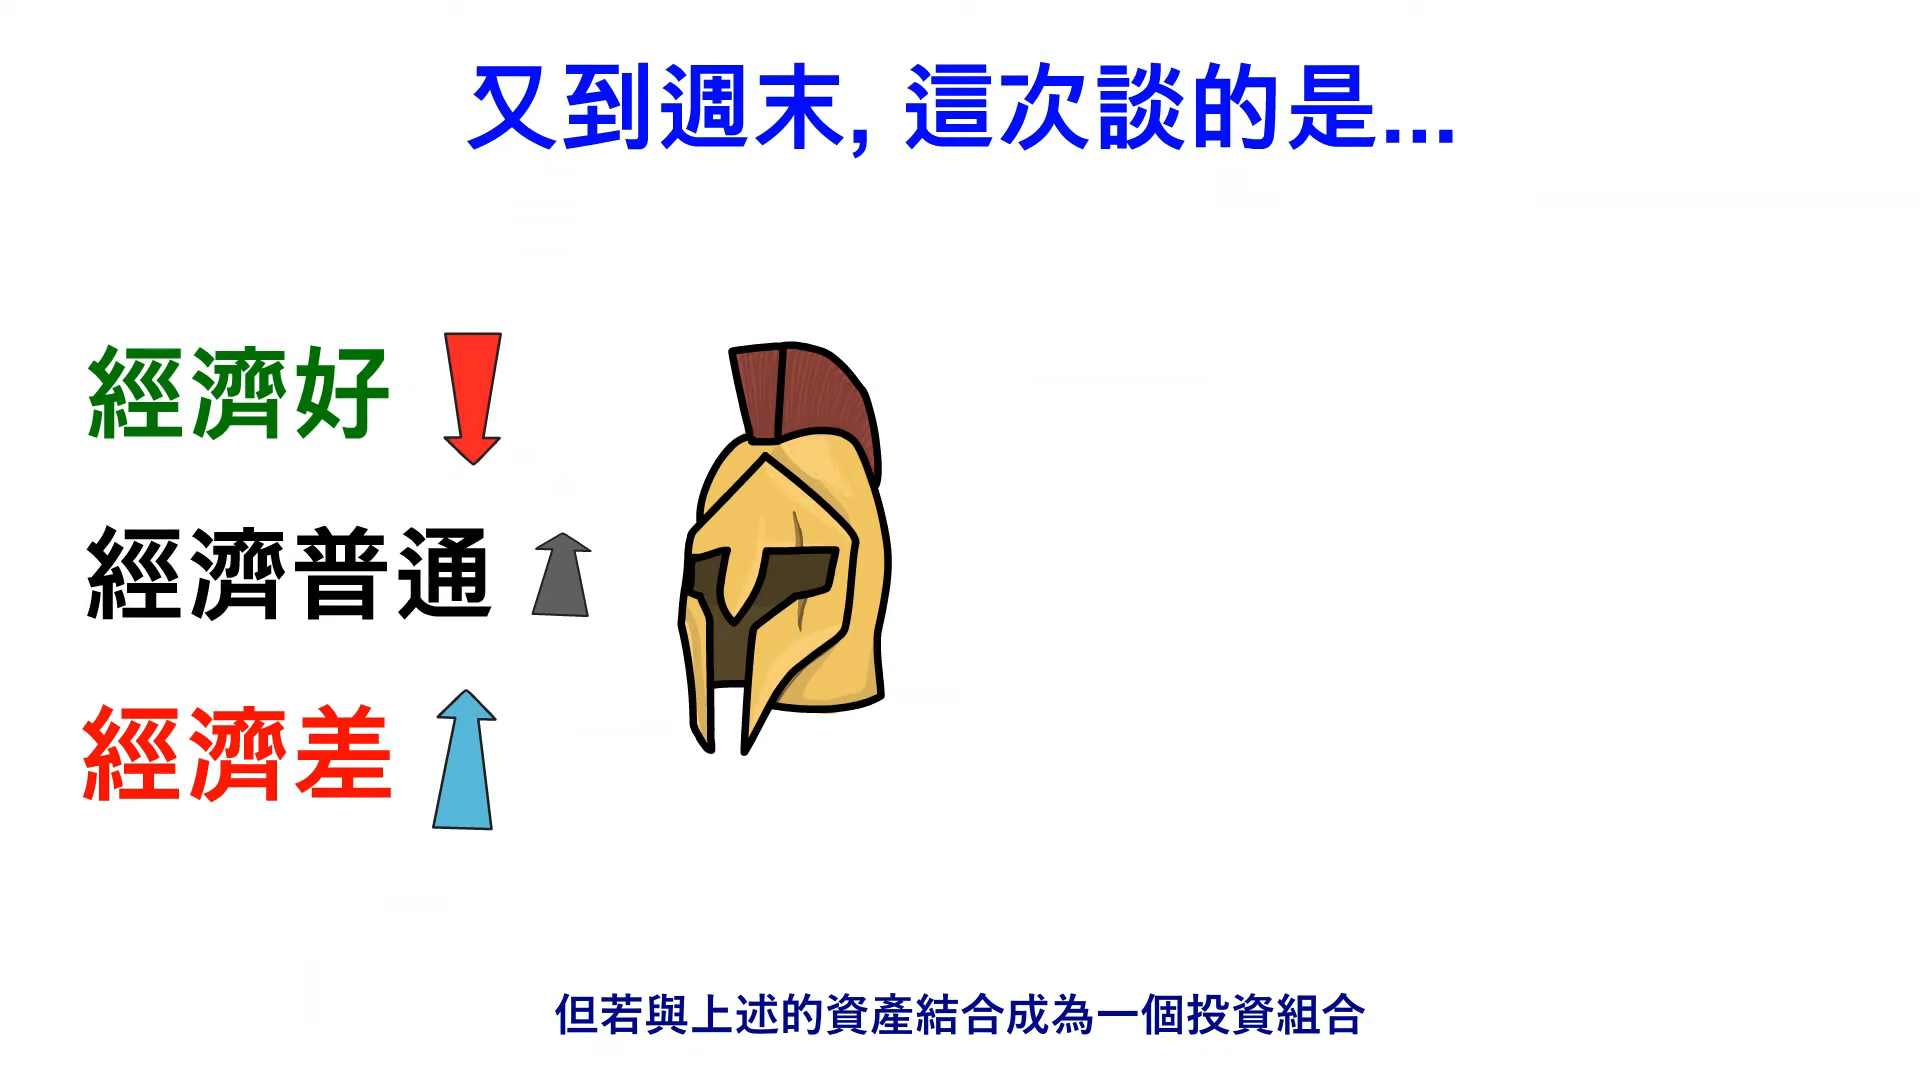 又到週末, 這次談的是...
經濟好
經濟普通
經濟差
但若與上述的資產結合成為一個投資組合